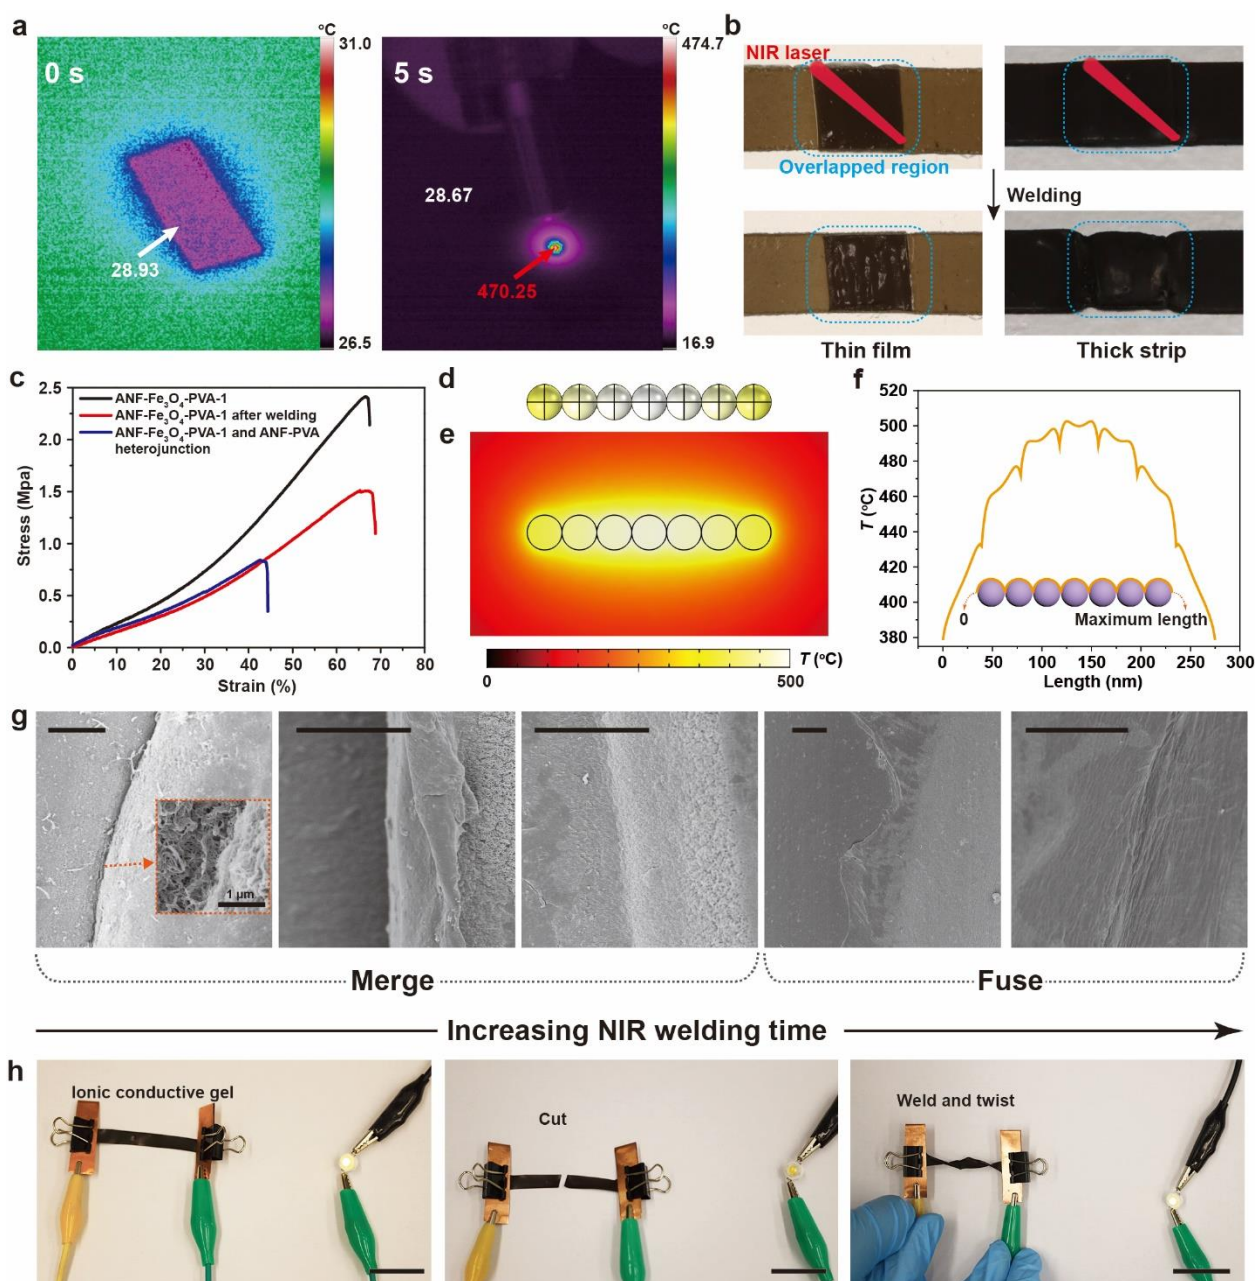 a
°C
0 s
31.0
28.93
26.5
5 s
°C
474.7
28.67
470.25
16.9
b
NIR laser
Overlapped region
Welding
Thin film
Thick strip
c
2.5
2.0
1.5
1.0
0.5
0.0
Stress (Mpa)
ANF-Fe₃O₄-PVA-1
ANF-Fe₃O₄-PVA-1 after welding
ANF-Fe₃O₄-PVA-1 and ANF-PVA
heterojunction
0 10 20 30 40 50 60 70 80
Strain (%)
d
e
T (°C)
0 500
f
520
500
480
460
440
420
400
380
T (°C)
0
Maximum length
0 50 100 150 200 250 300
Length (nm)
g
1 μm
Merge
Fuse
Increasing NIR welding time
h
Ionic conductive gel
Cut
Weld and twist